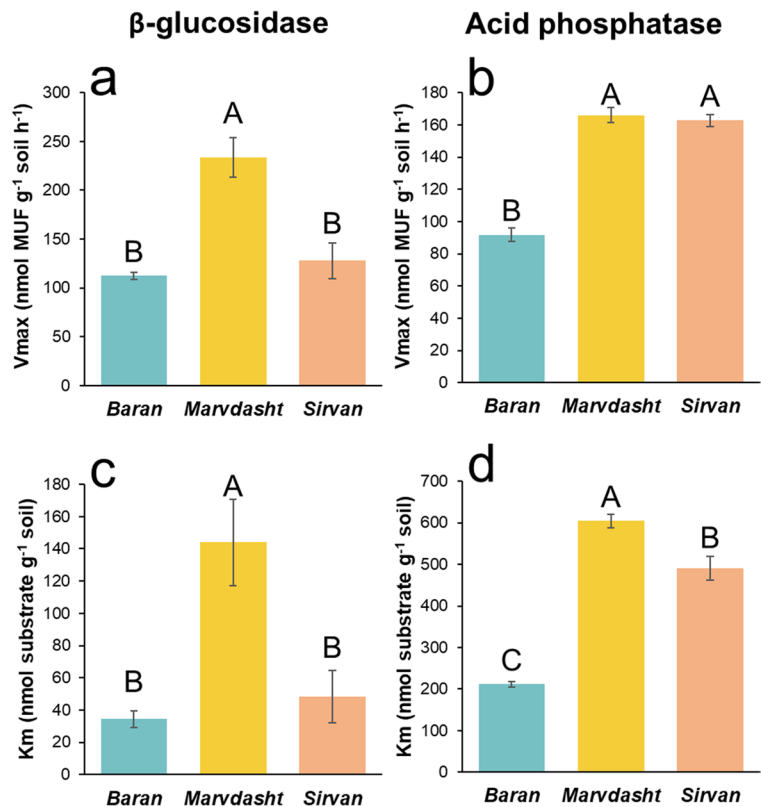 β-glucosidase
Acid phosphatase
a
Vmax (nmol MUF g⁻¹ soil h⁻¹)
300
250
200
150
100
50
0
B
A
B
Baran Marvdasht Sirvan
b
Vmax (nmol MUF g⁻¹ soil h⁻¹)
180
160
140
120
100
80
60
40
20
0
B
A
A
Baran Marvdasht Sirvan
c
Km (nmol substrate g⁻¹ soil)
180
160
140
120
100
80
60
40
20
0
B
A
B
Baran Marvdasht Sirvan
d
Km (nmol substrate g⁻¹ soil)
700
600
500
400
300
200
100
0
C
A
B
Baran Marvdasht Sirvan